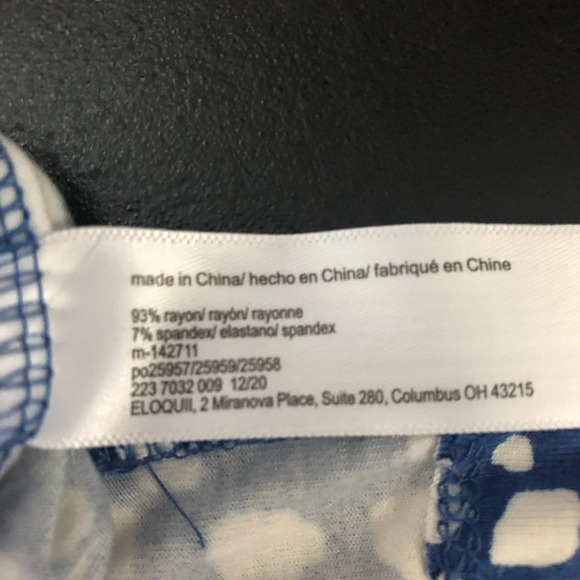 made in China/ hecho en China/ fabriqué en Chine
93% rayon/ rayón/ rayonne
7% spandex/ elastano/ spandex
m-142711
po25957/25959/25958
223 7032 009 12/20
ELOQUII, 2 Miranova Place, Suite 280, Columbus OH 43215